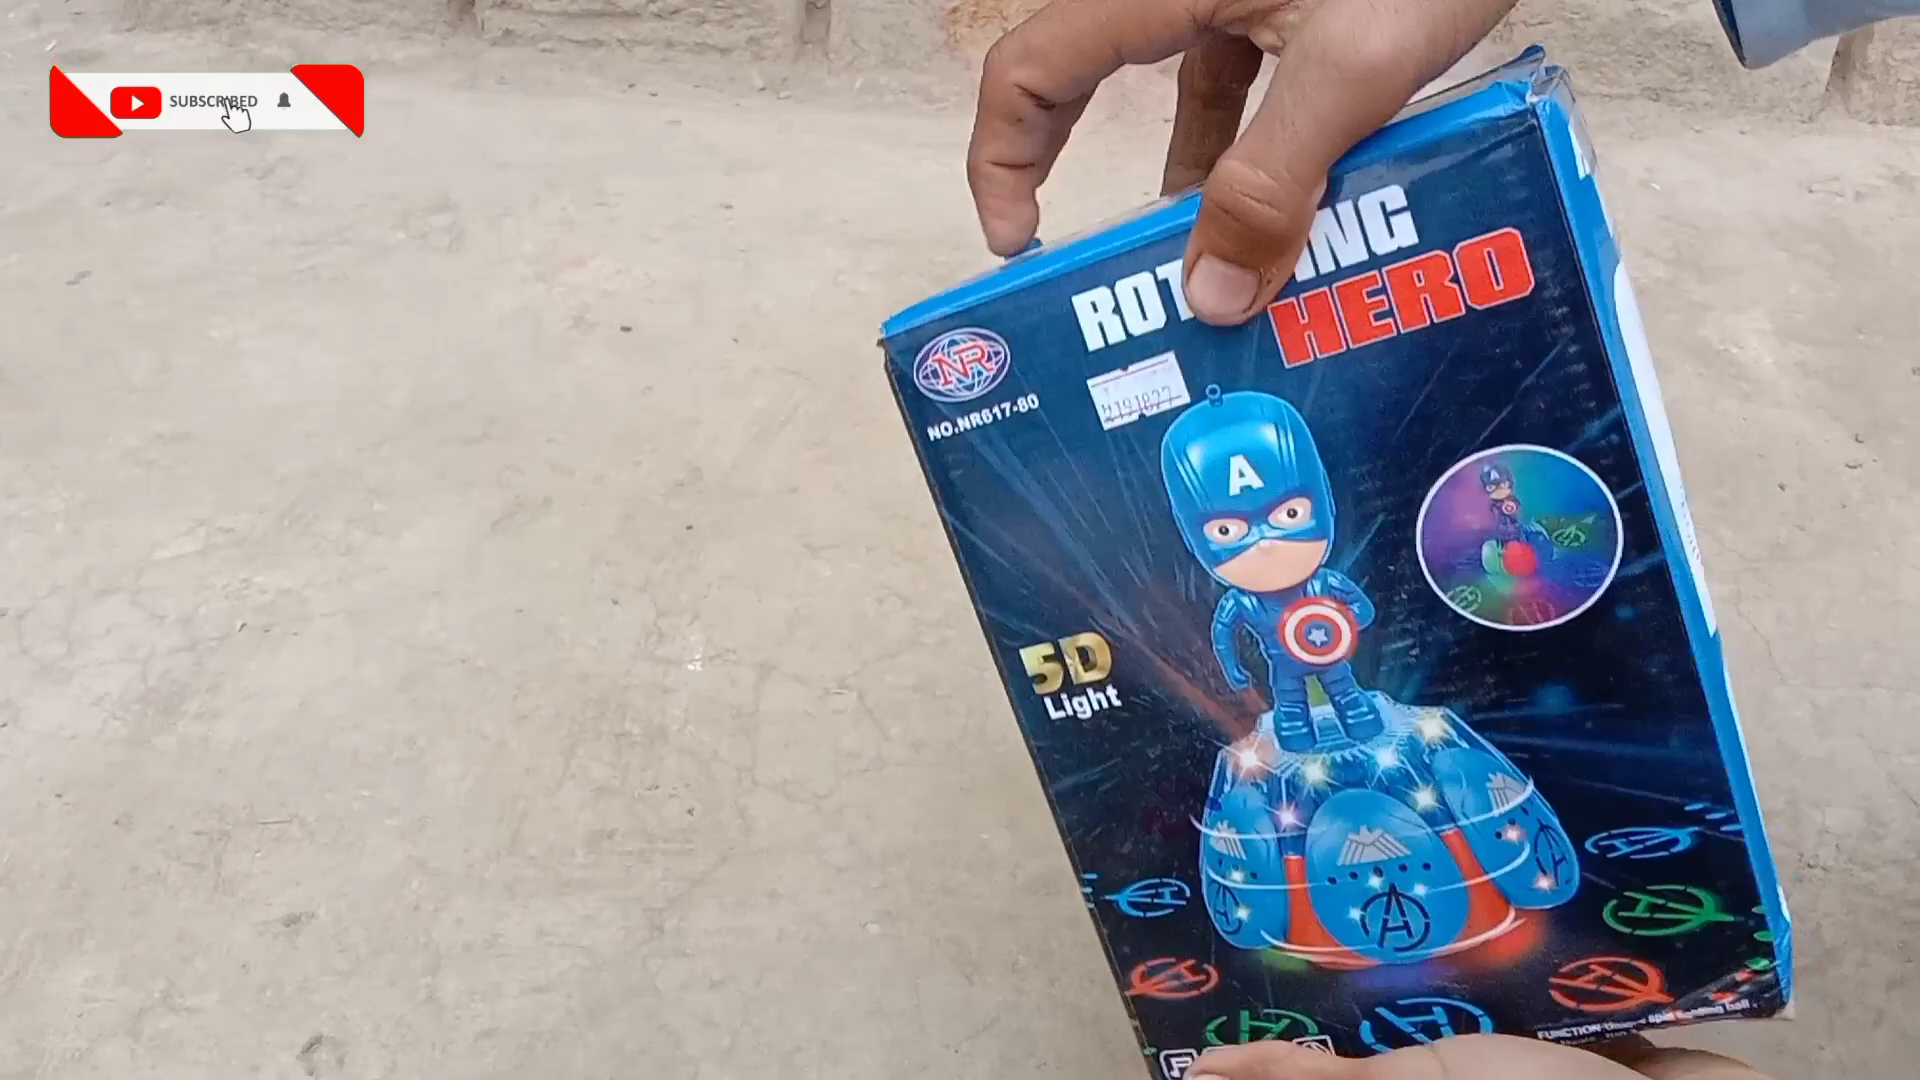 SUBSCRIBED
ROT NG
HERO
NR
NO.NR617-80
A
5D
Light
A
FUNCTION